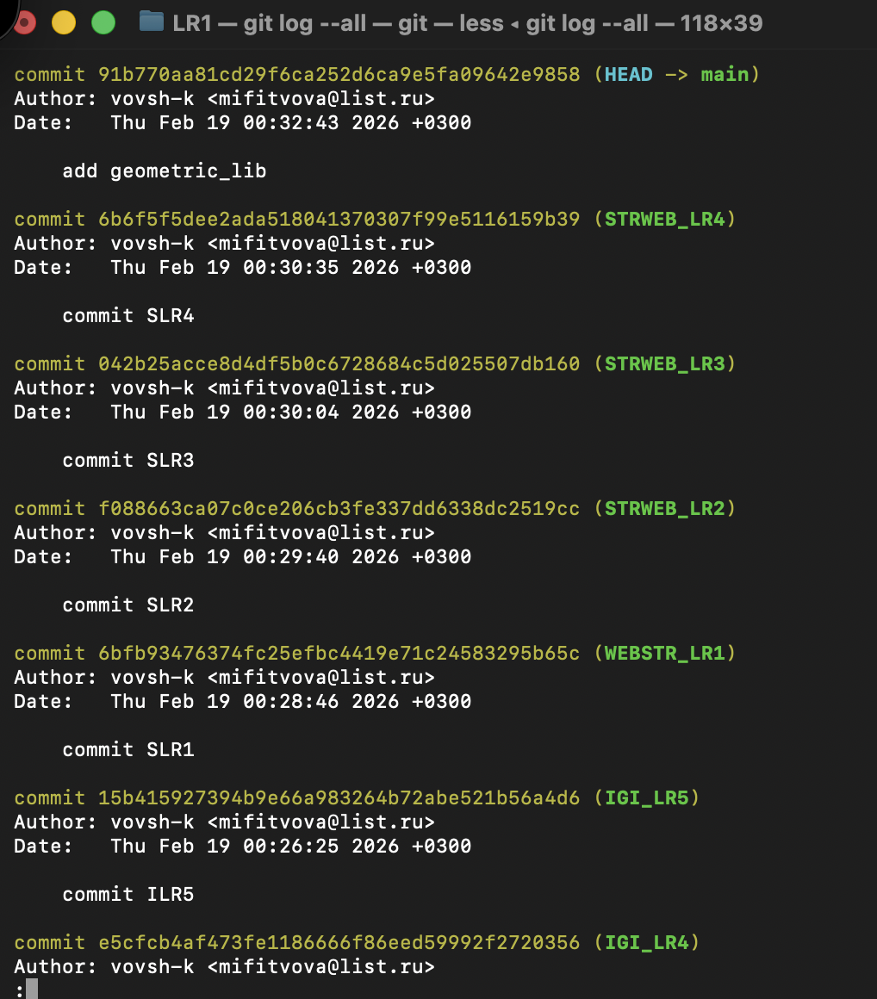 LR1 — git log --all — git — less ◂ git log --all — 118×39
commit 91b770aa81cd29f6ca252d6ca9e5fa09642e9858 (HEAD -> main)
Author: vovsh-k <mifitvova@list.ru>
Date:   Thu Feb 19 00:32:43 2026 +0300
add geometric_lib
commit 6b6f5f5dee2ada518041370307f99e5116159b39 (STRWEB_LR4)
Author: vovsh-k <mifitvova@list.ru>
Date:   Thu Feb 19 00:30:35 2026 +0300
commit SLR4
commit 042b25acce8d4df5b0c6728684c5d025507db160 (STRWEB_LR3)
Author: vovsh-k <mifitvova@list.ru>
Date:   Thu Feb 19 00:30:04 2026 +0300
commit SLR3
commit f088663ca07c0ce206cb3fe337dd6338dc2519cc (STRWEB_LR2)
Author: vovsh-k <mifitvova@list.ru>
Date:   Thu Feb 19 00:29:40 2026 +0300
commit SLR2
commit 6bfb93476374fc25efbc4419e71c24583295b65c (WEBSTR_LR1)
Author: vovsh-k <mifitvova@list.ru>
Date:   Thu Feb 19 00:28:46 2026 +0300
commit SLR1
commit 15b415927394b9e66a983264b72abe521b56a4d6 (IGI_LR5)
Author: vovsh-k <mifitvova@list.ru>
Date:   Thu Feb 19 00:26:25 2026 +0300
commit ILR5
commit e5cfcb4af473fe1186666f86eed59992f2720356 (IGI_LR4)
Author: vovsh-k <mifitvova@list.ru>
: